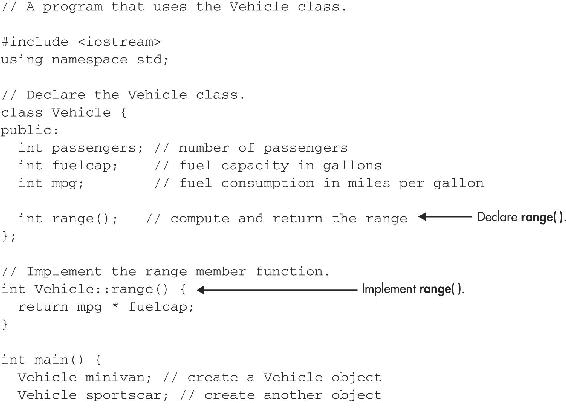 // A program that uses the Vehicle class.

#include <iostream>
using namespace std;

// Declare the Vehicle class.
class Vehicle {
public:
  int passengers; // number of passengers
  int fuelcap;    // fuel capacity in gallons
  int mpg;        // fuel consumption in miles per gallon

  int range();   // compute and return the range Declare range( ).
};

// Implement the range member function.
int Vehicle::range() { Implement range( ).
  return mpg * fuelcap;
}

int main() {
  Vehicle minivan; // create a Vehicle object
  Vehicle sportscar; // create another object